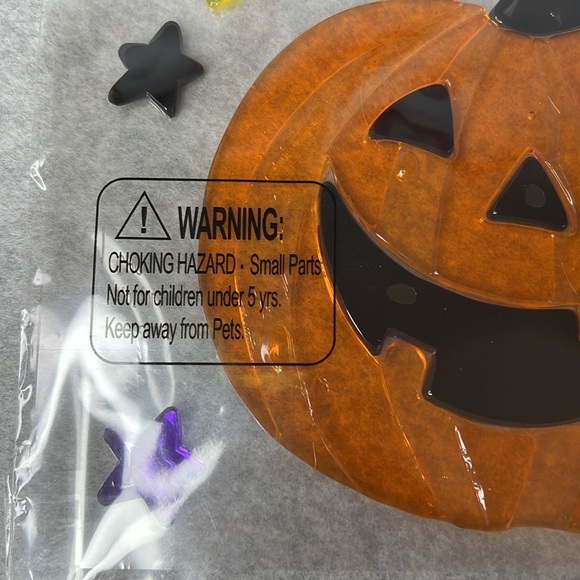 WARNING:
CHOKING HAZARD - Small Parts
Not for children under 5 yrs.
Keep away from Pets.